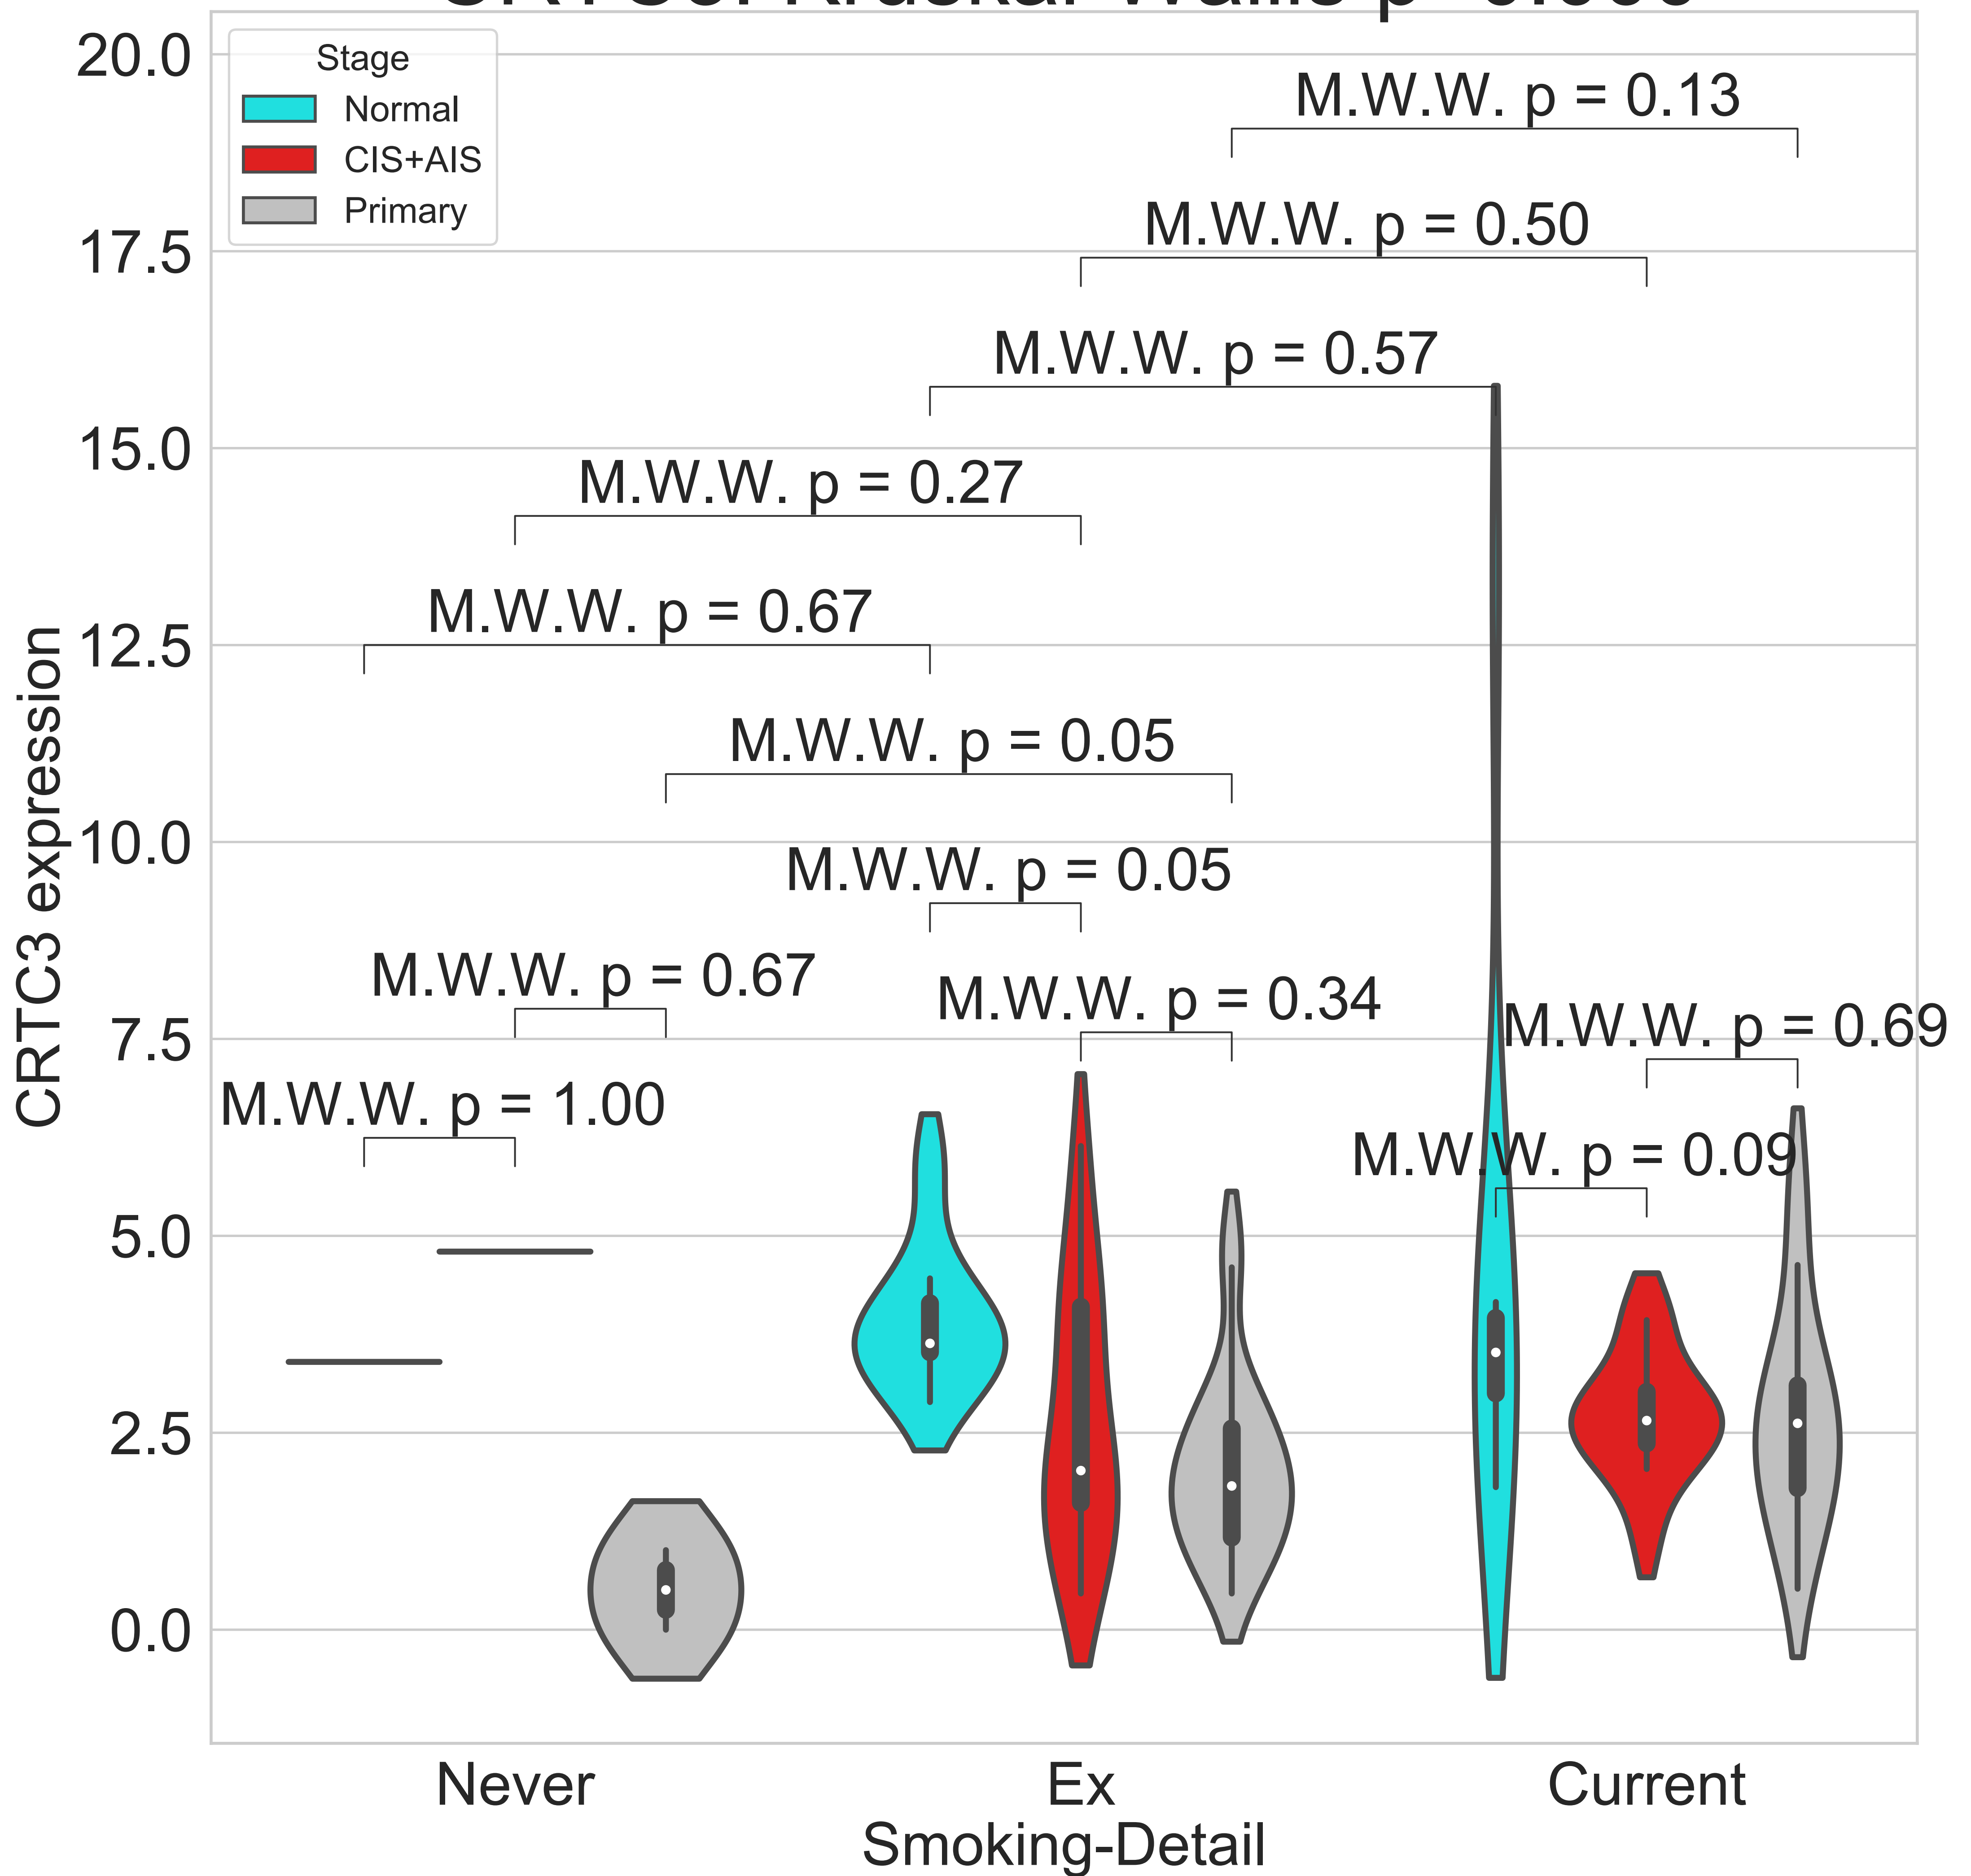 20.0
17.5
15.0
12.5
10.0
7.5
5.0
2.5
0.0
CRTC3 expression
Stage
Normal
CIS+AIS
Primary
M.W.W. p = 0.13
M.W.W. p = 0.50
M.W.W. p = 0.57
M.W.W. p = 0.27
M.W.W. p = 0.67
M.W.W. p = 0.05
M.W.W. p = 0.05
M.W.W. p = 0.67
M.W.W. p = 0.34
M.W.W. p = 0.69
M.W.W. p = 1.00
M.W.W. p = 0.09
Never
Ex
Current
Smoking-Detail